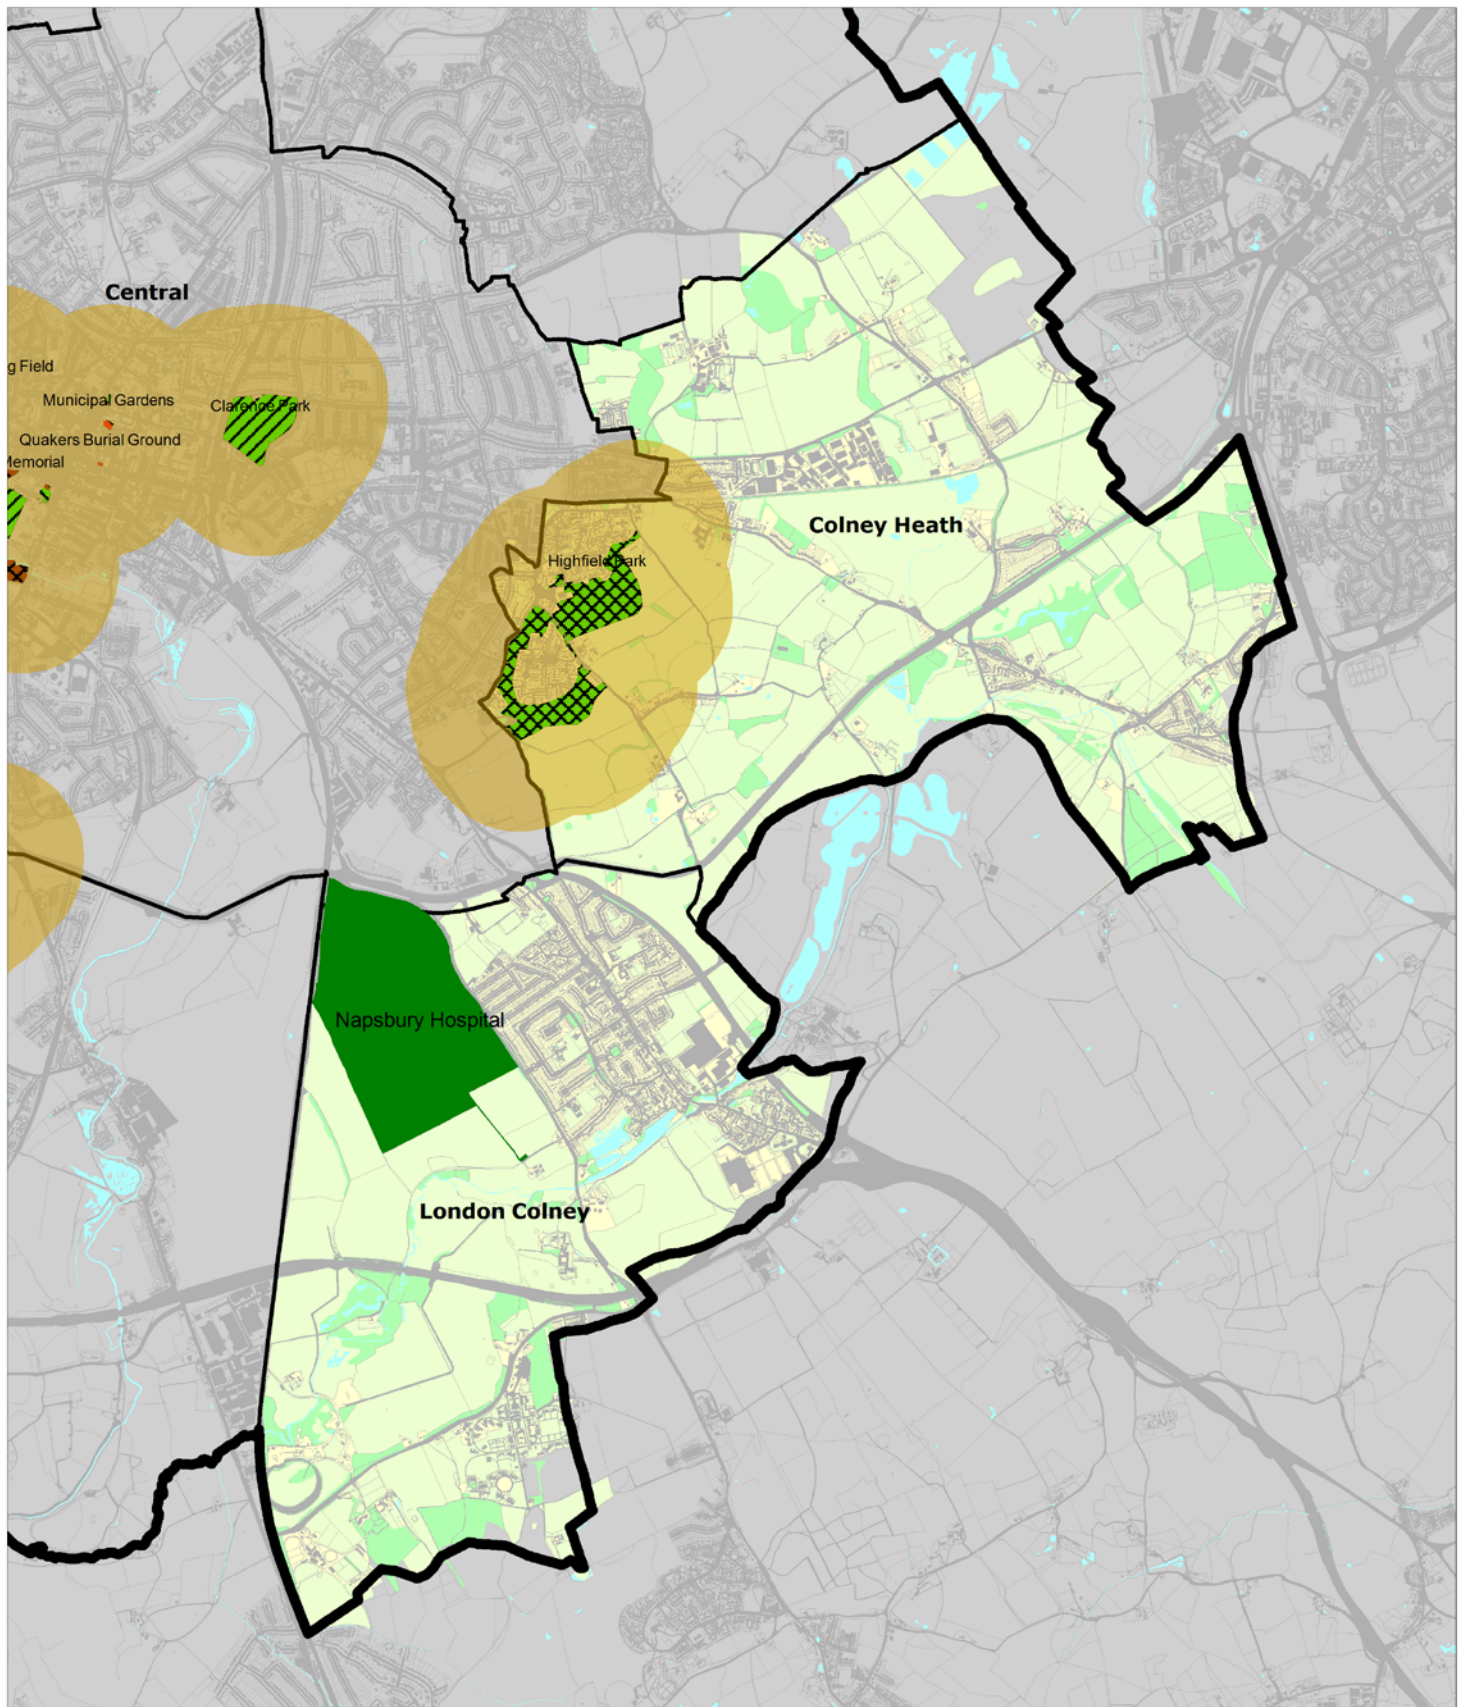 Central
g Field
Municipal Gardens
Clarence Park
Quakers Burial Ground
Memorial
Colney Heath
Highfield Park
Napsbury Hospital
London Colney